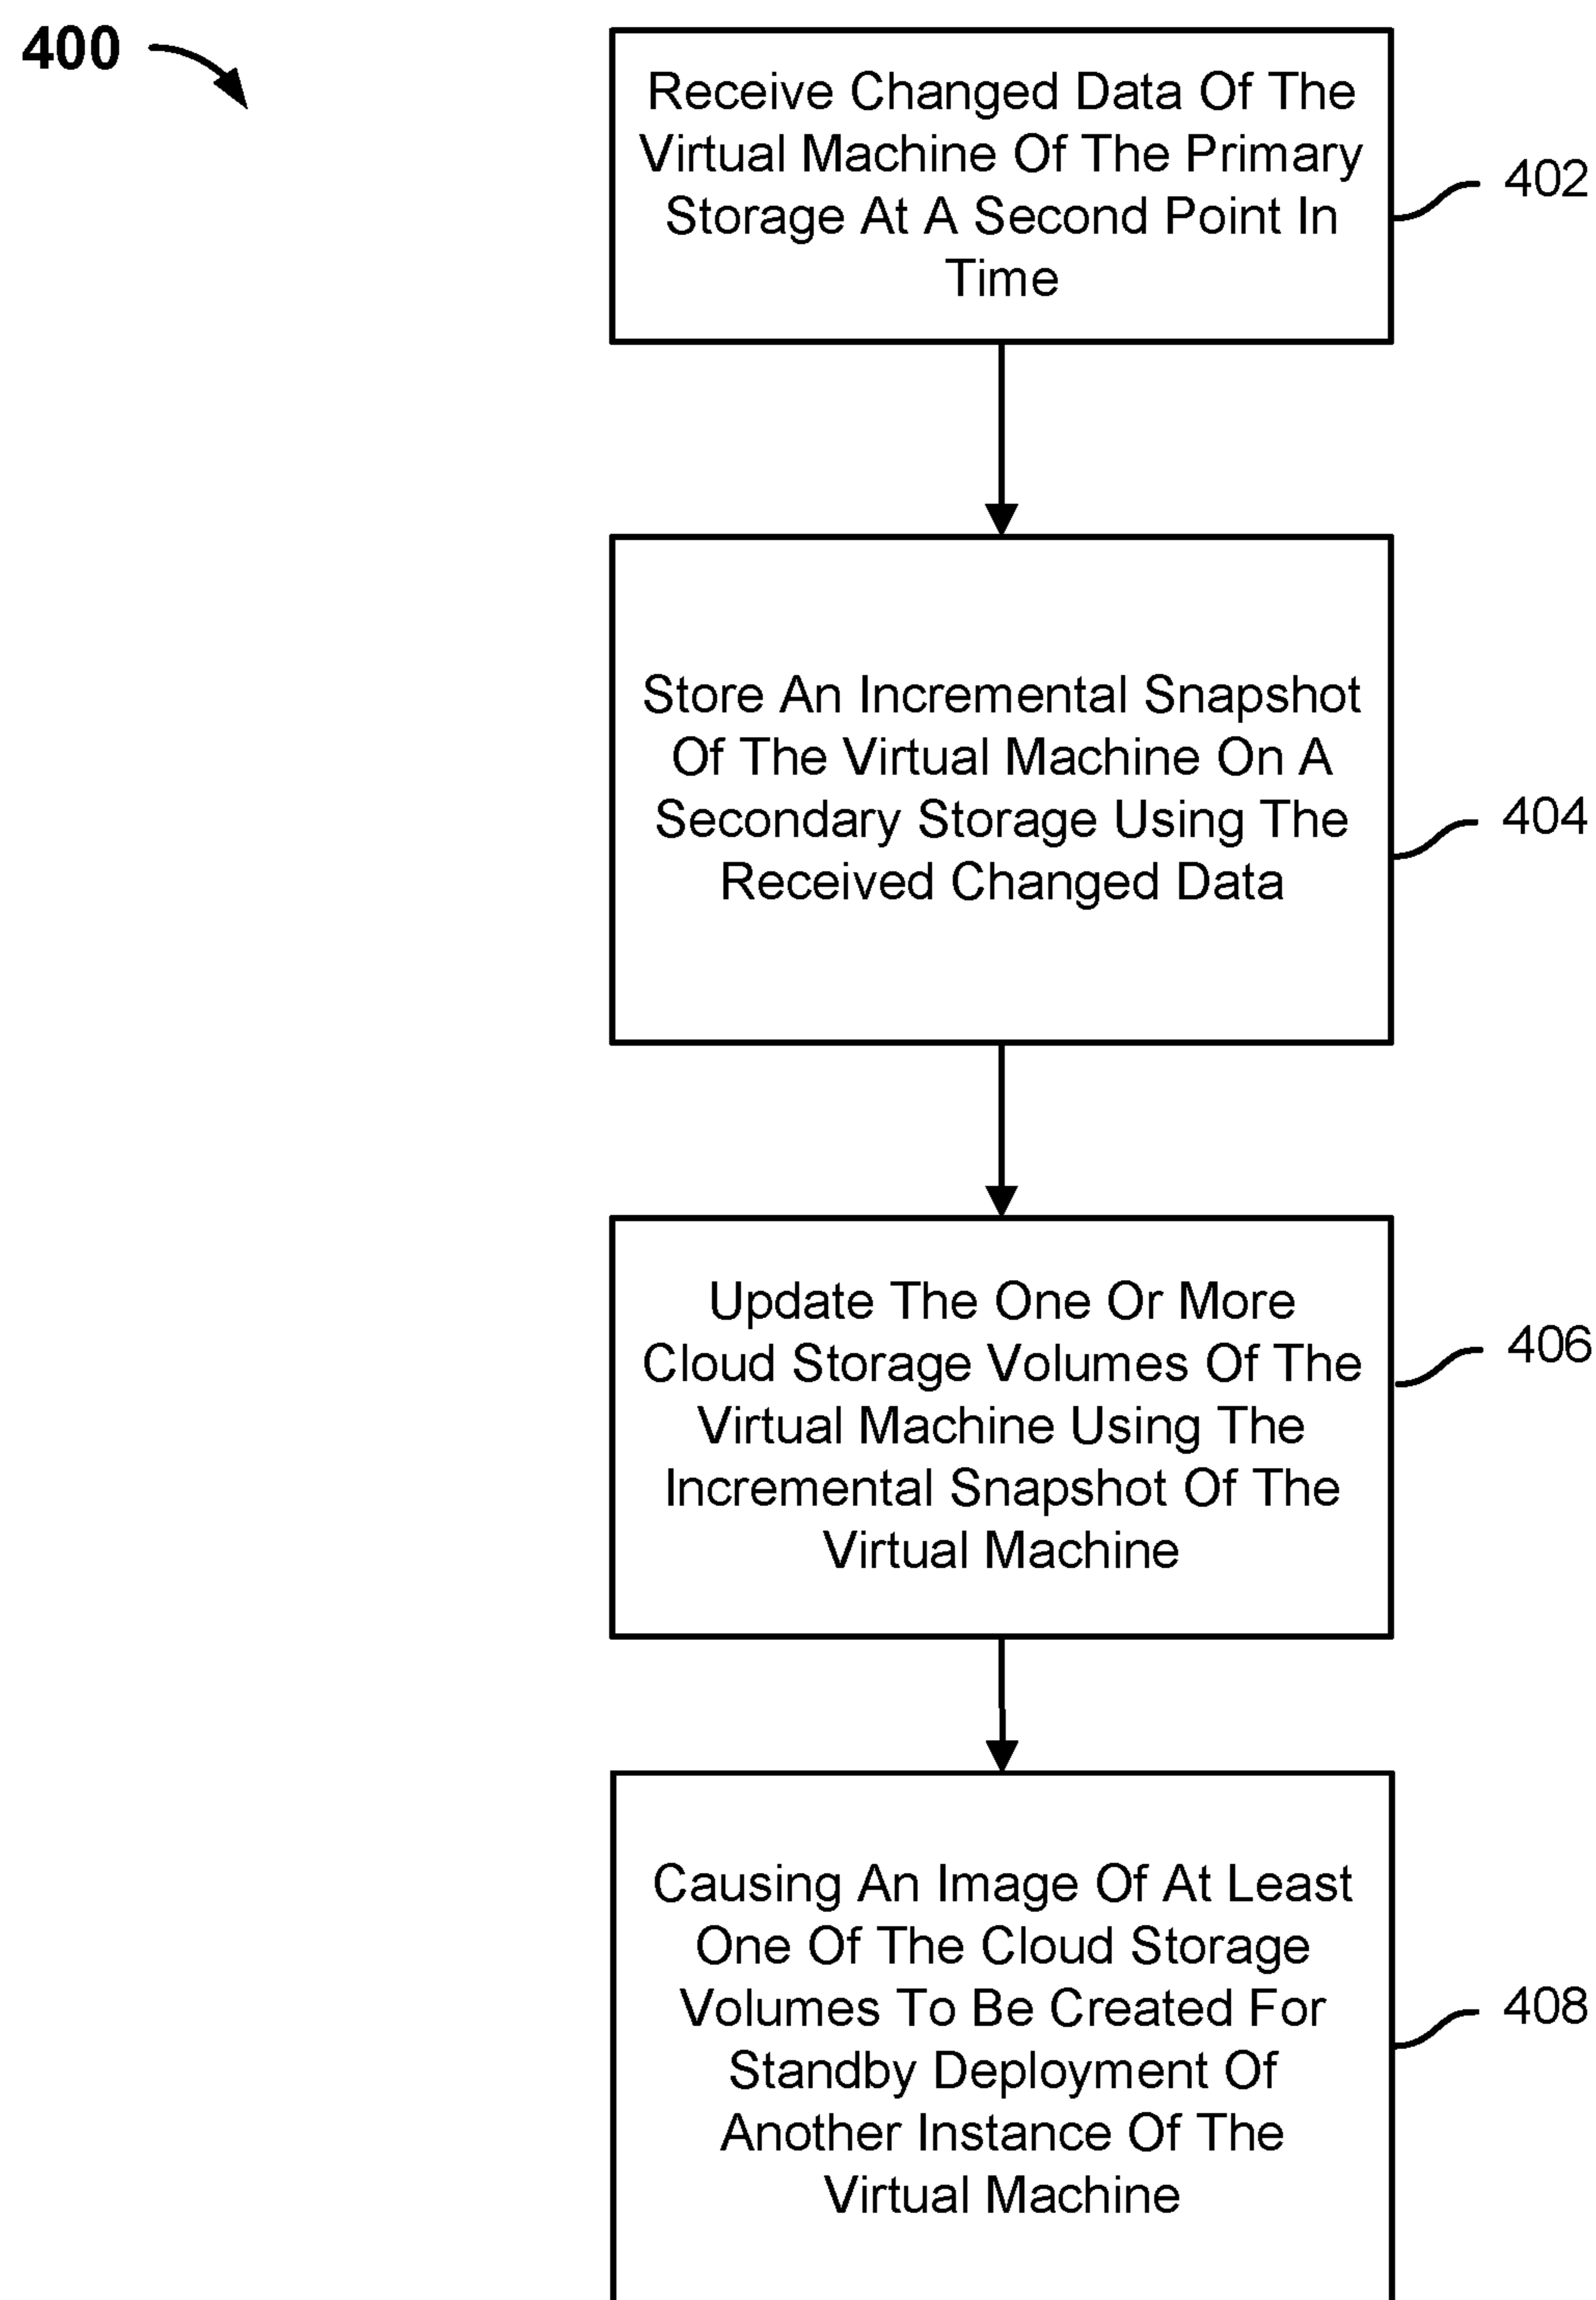 400
Receive Changed Data Of The
Virtual Machine Of The Primary
Storage At A Second Point In
Time
402
Store An Incremental Snapshot
Of The Virtual Machine On A
Secondary Storage Using The
Received Changed Data
404
Update The One Or More
Cloud Storage Volumes Of The
Virtual Machine Using The
Incremental Snapshot Of The
Virtual Machine
406
Causing An Image Of At Least
One Of The Cloud Storage
Volumes To Be Created For
Standby Deployment Of
Another Instance Of The
Virtual Machine
408